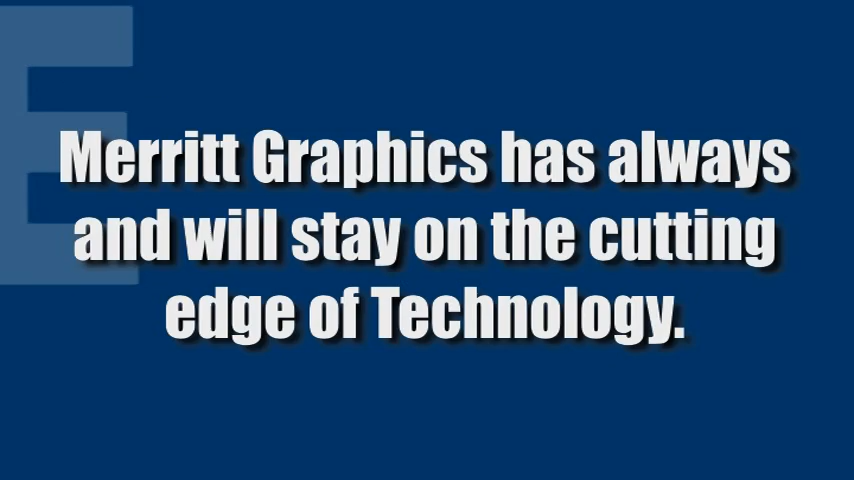 E
Merritt Graphics has always
and will stay on the cutting
edge of Technology.